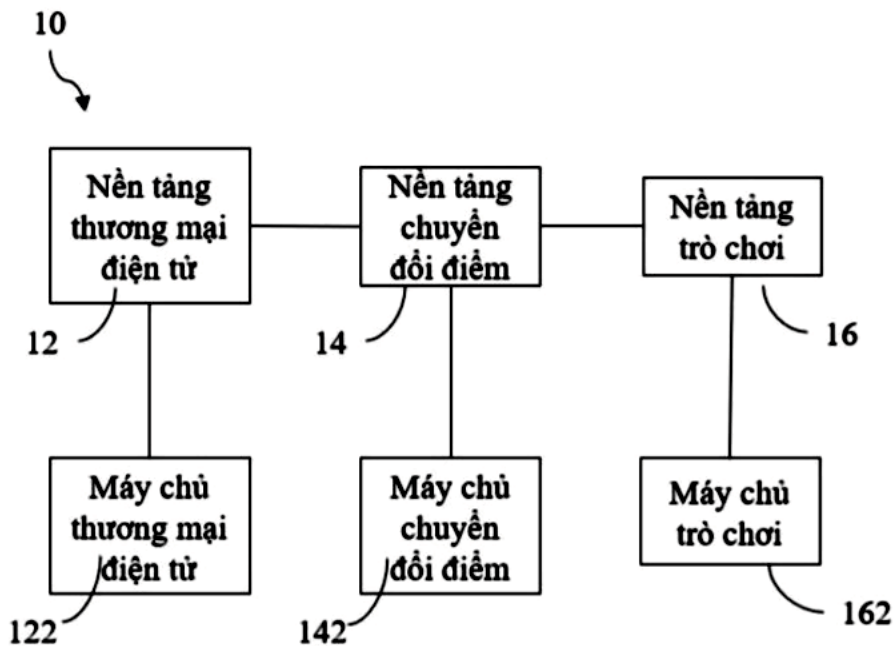 10
Nền tảng
thương mại
điện tử
Nền tảng
chuyển
đổi điểm
Nền tảng
trò chơi
12
14
16
Máy chủ
thương mại
điện tử
Máy chủ
chuyển
đổi điểm
Máy chủ
trò chơi
122
142
162